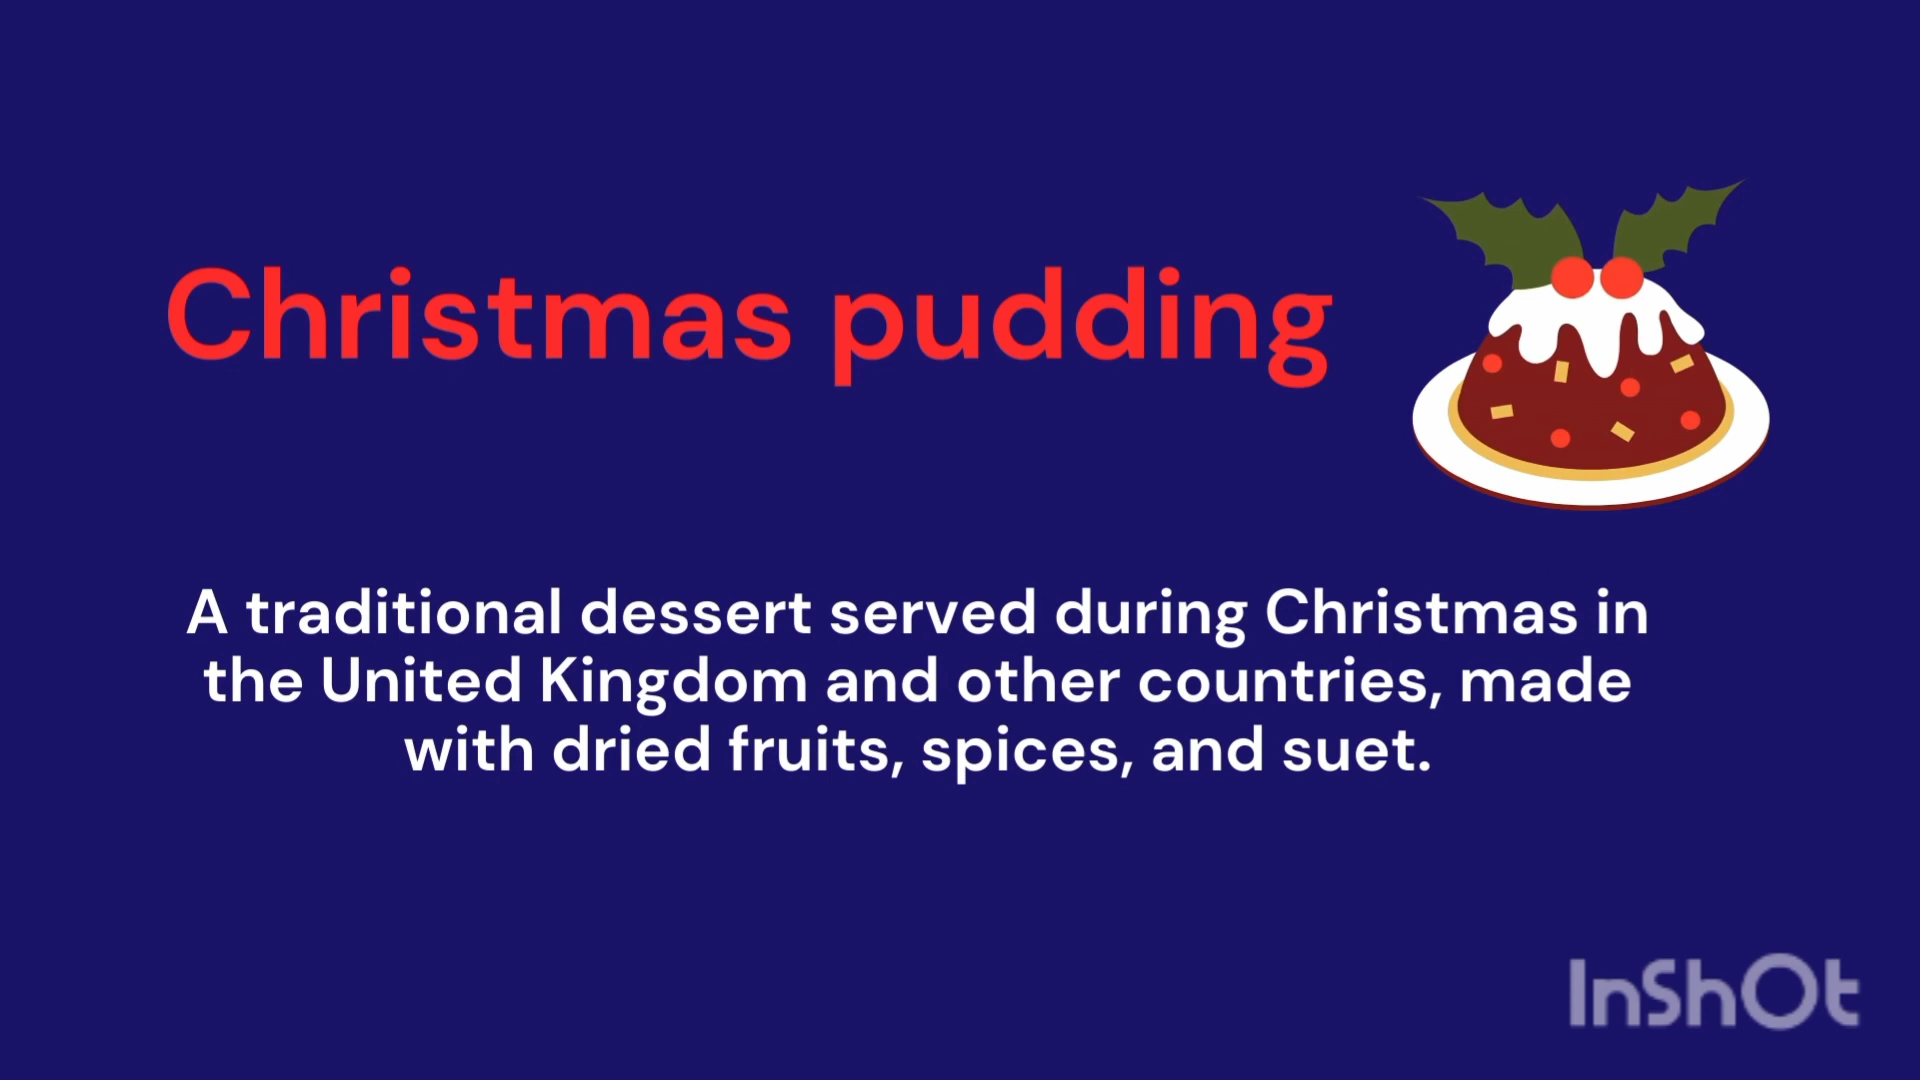 Christmas pudding
A traditional dessert served during Christmas in
the United Kingdom and other countries, made
with dried fruits, spices, and suet.
InShOt